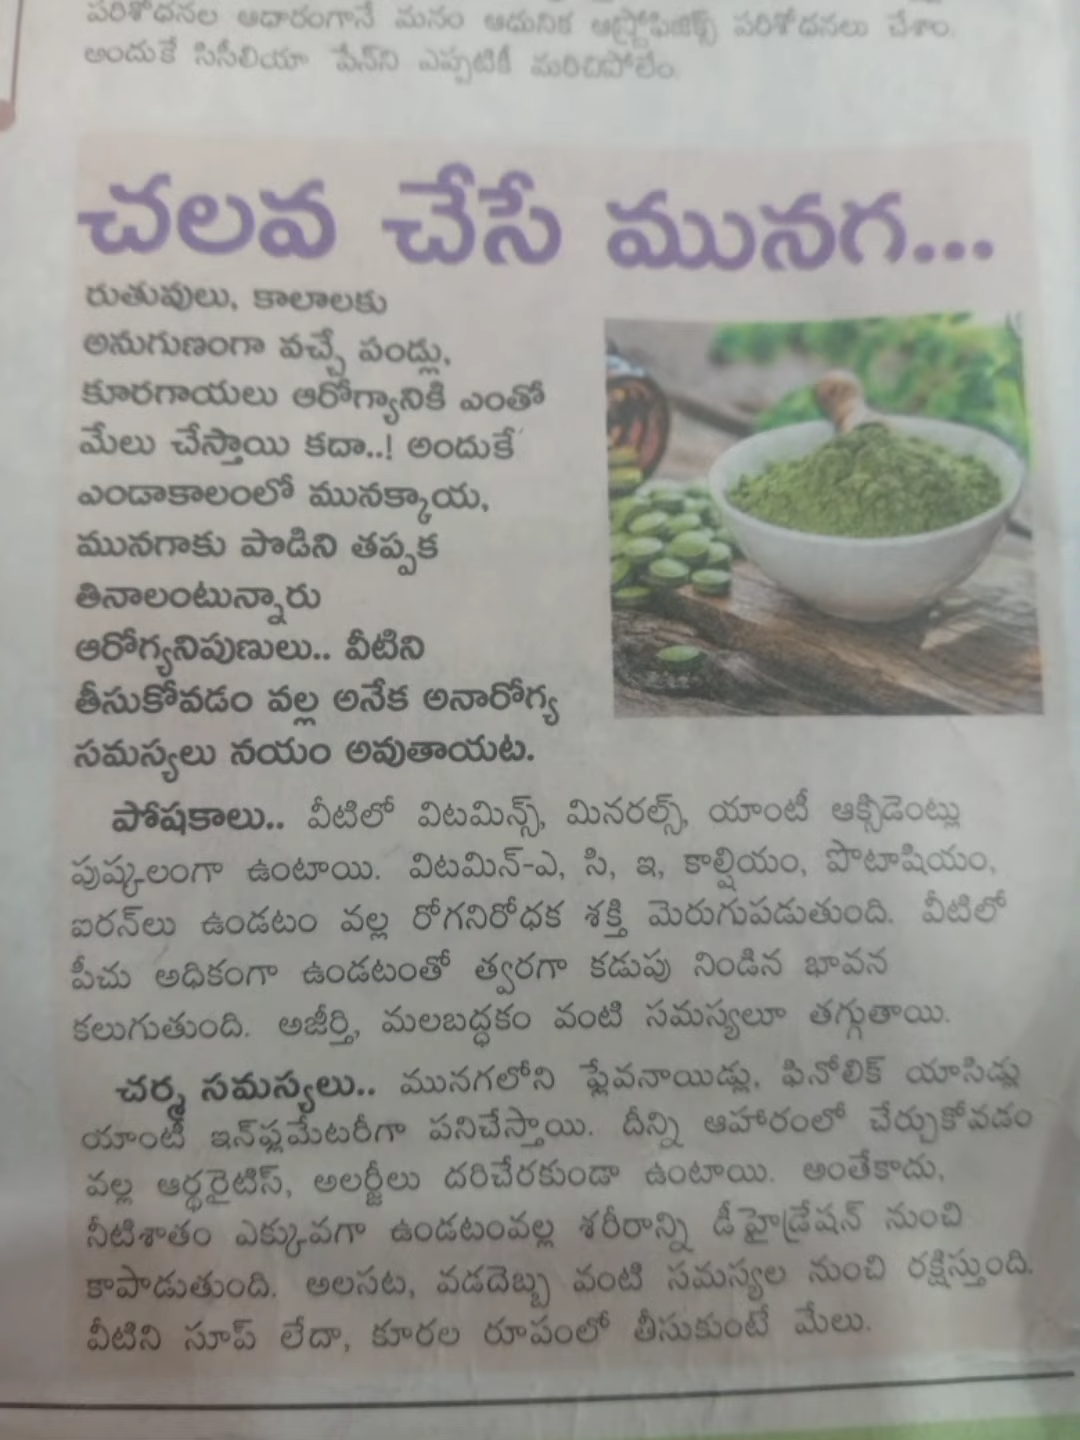 పరిశోధనల ఆదారంగానే మనం ఆధునిక ఆస్ట్రోఫిజిక్స్ పరిశోధనలు చేశాం.
అందుకే సిసీలియా పేన్‌ని ఎప్పటికీ మరిచిపోలేం.
చలవ చేసే మునగ...
రుతువులు, కాలాలకు
అనుగుణంగా వచ్చే పండ్లు,
కూరగాయలు ఆరోగ్యానికి ఎంతో
మేలు చేస్తాయి కదా..! అందుకే
ఎండాకాలంలో మునక్కాయ,
మునగాకు పొడిని తప్పక
తినాలంటున్నారు
ఆరోగ్యనిపుణులు.. వీటిని
తీసుకోవడం వల్ల అనేక అనారోగ్య
సమస్యలు నయం అవుతాయట.
పోషకాలు.. వీటిలో విటమిన్స్, మినరల్స్, యాంటీ ఆక్సిడెంట్లు
పుష్కలంగా ఉంటాయి. విటమిన్-ఎ, సి, ఇ, కాల్షియం, పొటాషియం,
ఐరన్‌లు ఉండటం వల్ల రోగనిరోధక శక్తి మెరుగుపడుతుంది. వీటిలో
పీచు అధికంగా ఉండటంతో త్వరగా కడుపు నిండిన భావన
కలుగుతుంది. అజీర్తి, మలబద్ధకం వంటి సమస్యలూ తగ్గుతాయి.
చర్మ సమస్యలు.. మునగలోని ఫ్లేవనాయిడ్లు, ఫినోలిక్ యాసిడ్లు
యాంటీ ఇన్‌ఫ్లమేటరీగా పనిచేస్తాయి. దీన్ని ఆహారంలో చేర్చుకోవడం
వల్ల ఆర్థరైటిస్, అలర్జీలు దరిచేరకుండా ఉంటాయి. అంతేకాదు,
నీటిశాతం ఎక్కువగా ఉండటంవల్ల శరీరాన్ని డీహైడ్రేషన్ నుంచి
కాపాడుతుంది. అలసట, వడదెబ్బ వంటి సమస్యల నుంచి రక్షిస్తుంది.
వీటిని సూప్ లేదా, కూరల రూపంలో తీసుకుంటే మేలు.